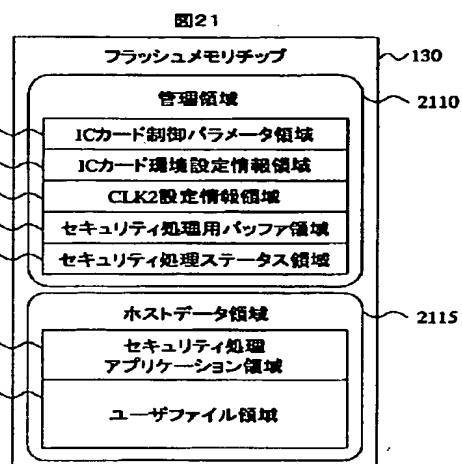 図21
フラッシュメモリチップ
130
管理領域
2110
ICカード制御パラメータ領域
ICカード環境設定情報領域
CLK2設定情報領域
セキュリティ処理用バッファ領域
セキュリティ処理ステータス領域
ホストデータ領域
2115
セキュリティ処理
アプリケーション領域
ユーザファイル領域